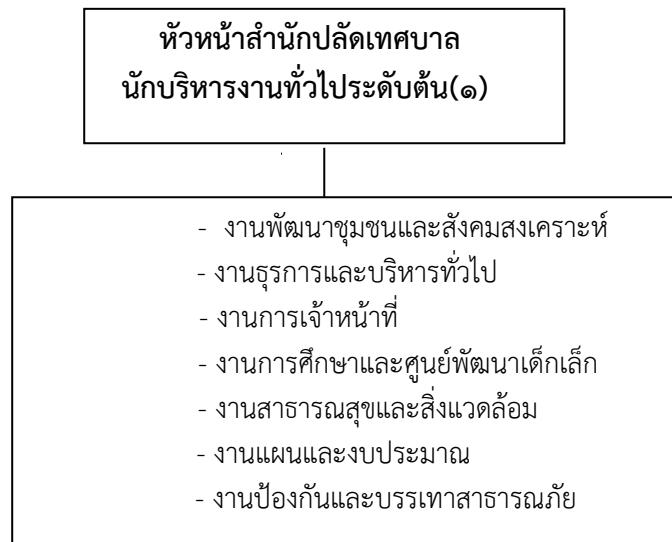 หัวหน้าสำนักปลัดเทศบาล
นักบริหารงานทั่วไประดับต้น(๑)
- งานพัฒนาชุมชนและสังคมสงเคราะห์
- งานธุรการและบริหารทั่วไป
- งานการเจ้าหน้าที่
- งานการศึกษาและศูนย์พัฒนาเด็กเล็ก
- งานสาธารณสุขและสิ่งแวดล้อม
- งานแผนและงบประมาณ
- งานป้องกันและบรรเทาสาธารณภัย